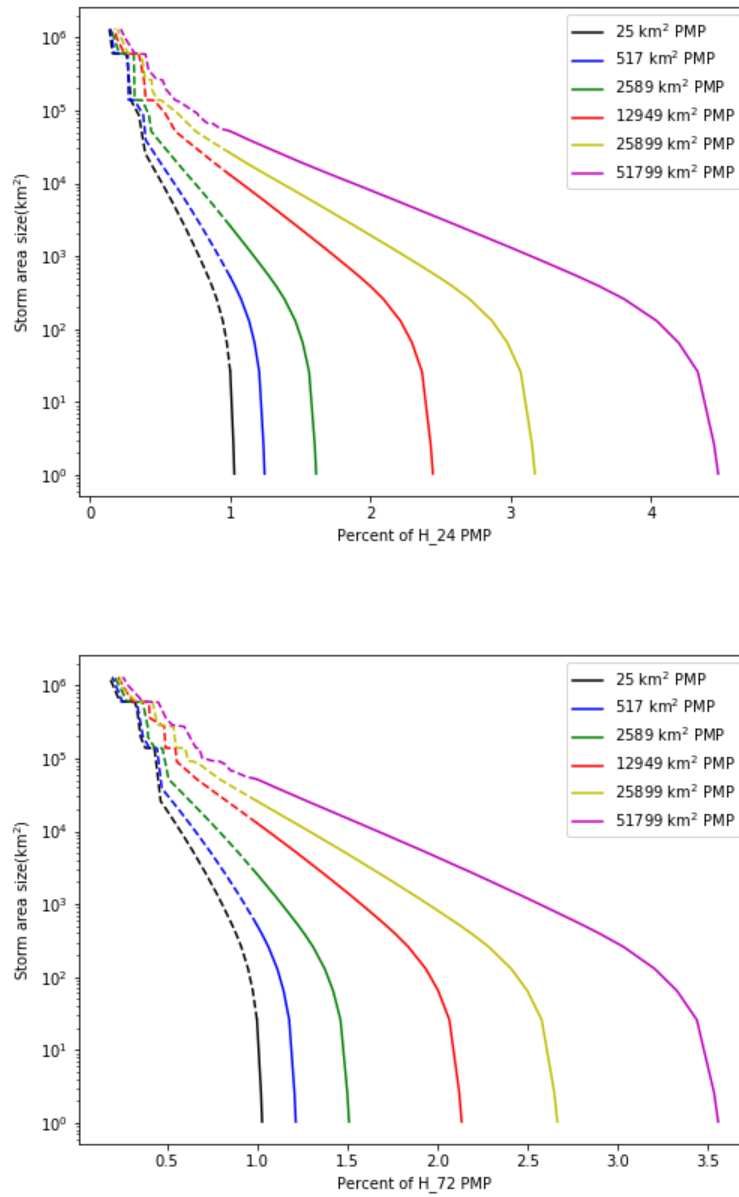 25 km² PMP
517 km² PMP
2589 km² PMP
12949 km² PMP
25899 km² PMP
51799 km² PMP
10⁶
10⁵
10⁴
10³
10²
10¹
10⁰
Storm area size(km²)
0 1 2 3 4
Percent of H_24 PMP
25 km² PMP
517 km² PMP
2589 km² PMP
12949 km² PMP
25899 km² PMP
51799 km² PMP
10⁶
10⁵
10⁴
10³
10²
10¹
10⁰
Storm area size(km²)
0.5 1.0 1.5 2.0 2.5 3.0 3.5
Percent of H_72 PMP